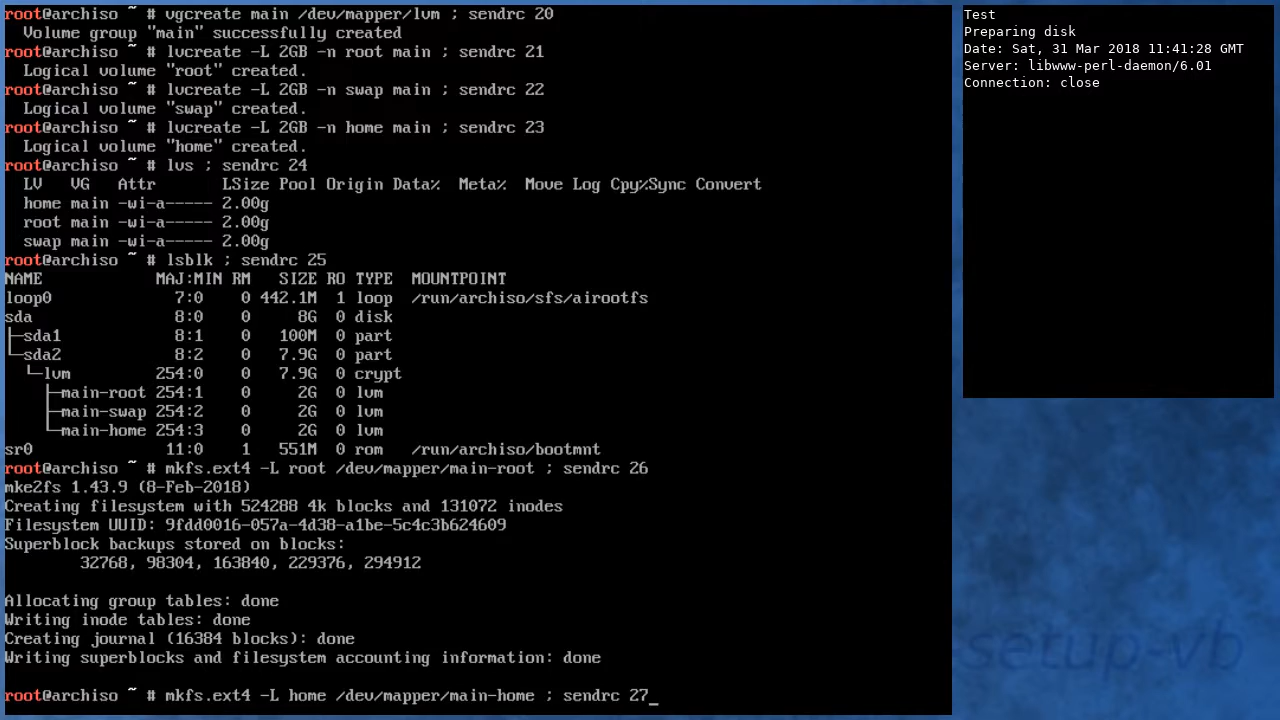 root@archiso ~ # vgcreate main /dev/mapper/lvm ; sendrc 20
  Volume group "main" successfully created
root@archiso ~ # lvcreate -L 2GB -n root main ; sendrc 21
  Logical volume "root" created.
root@archiso ~ # lvcreate -L 2GB -n swap main ; sendrc 22
  Logical volume "swap" created.
root@archiso ~ # lvcreate -L 2GB -n home main ; sendrc 23
  Logical volume "home" created.
root@archiso ~ # lvs ; sendrc 24
  LV   VG   Attr       LSize Pool Origin Data%  Meta%  Move Log Cpy%Sync Convert
  home main -wi-a----- 2.00g
  root main -wi-a----- 2.00g
  swap main -wi-a----- 2.00g
root@archiso ~ # lsblk ; sendrc 25
NAME            MAJ:MIN RM   SIZE RO TYPE  MOUNTPOINT
loop0             7:0    0 442.1M  1 loop  /run/archiso/sfs/airootfs
sda               8:0    0     8G  0 disk
├─sda1            8:1    0   100M  0 part
└─sda2            8:2    0   7.9G  0 part
  └─lvm         254:0    0   7.9G  0 crypt
    ├─main-root 254:1    0     2G  0 lvm
    ├─main-swap 254:2    0     2G  0 lvm
    └─main-home 254:3    0     2G  0 lvm
sr0              11:0    1   551M  0 rom   /run/archiso/bootmnt
root@archiso ~ # mkfs.ext4 -L root /dev/mapper/main-root ; sendrc 26
mke2fs 1.43.9 (8-Feb-2018)
Creating filesystem with 524288 4k blocks and 131072 inodes
Filesystem UUID: 9fdd0016-057a-4d38-a1be-5c4c3b624609
Superblock backups stored on blocks:
        32768, 98304, 163840, 229376, 294912

Allocating group tables: done
Writing inode tables: done
Creating journal (16384 blocks): done
Writing superblocks and filesystem accounting information: done

root@archiso ~ # mkfs.ext4 -L home /dev/mapper/main-home ; sendrc 27_
Test
Preparing disk
Date: Sat, 31 Mar 2018 11:41:28 GMT
Server: libwww-perl-daemon/6.01
Connection: close
setup-vb